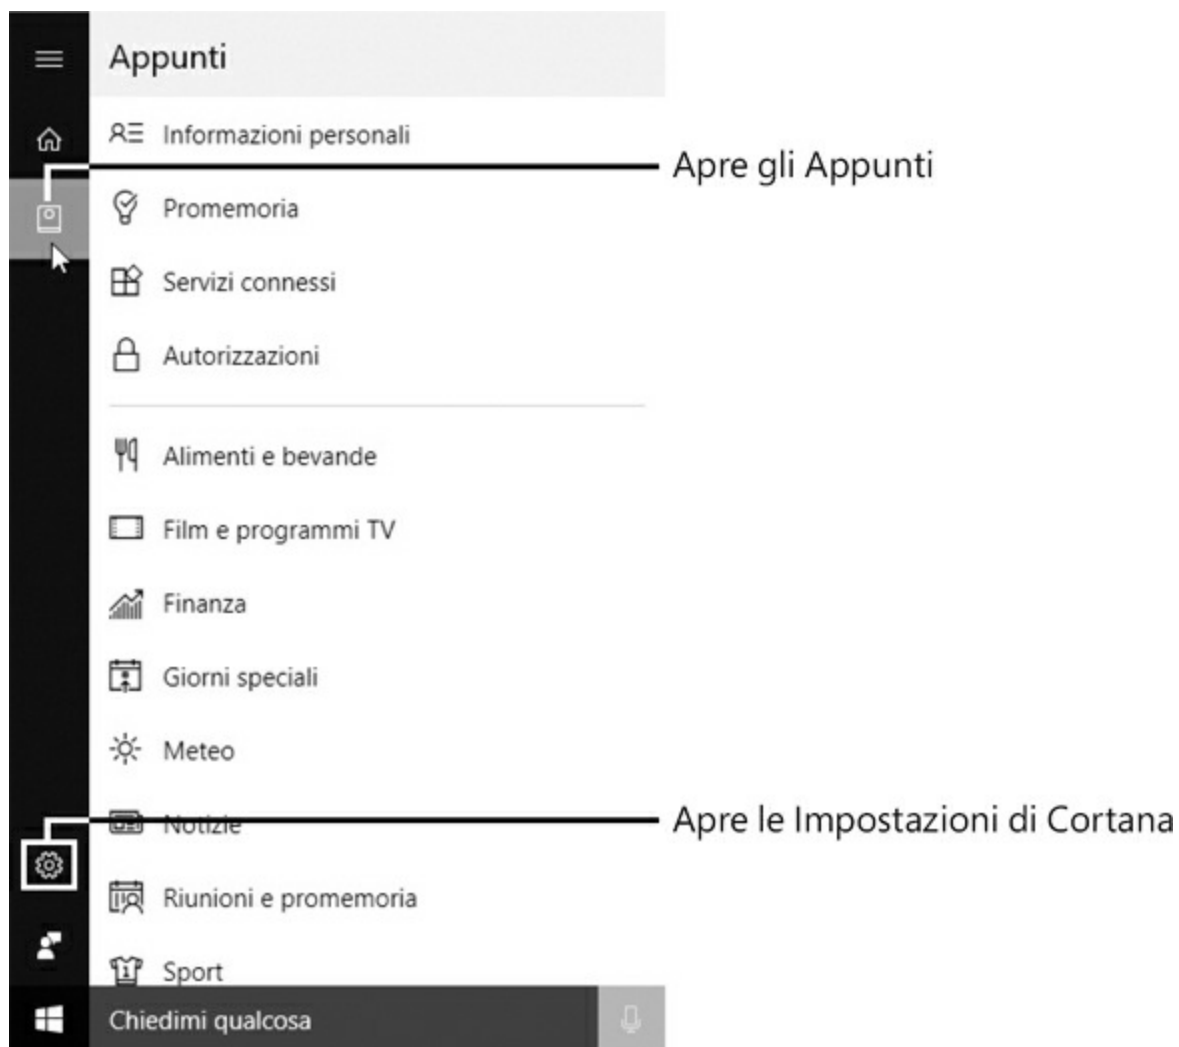 Appunti
Informazioni personali
Apre gli Appunti
Promemoria
Servizi connessi
Autorizzazioni
Alimenti e bevande
Film e programmi TV
Finanza
Giorni speciali
Meteo
Notizie
Apre le Impostazioni di Cortana
Riunioni e promemoria
Sport
Chiedimi qualcosa